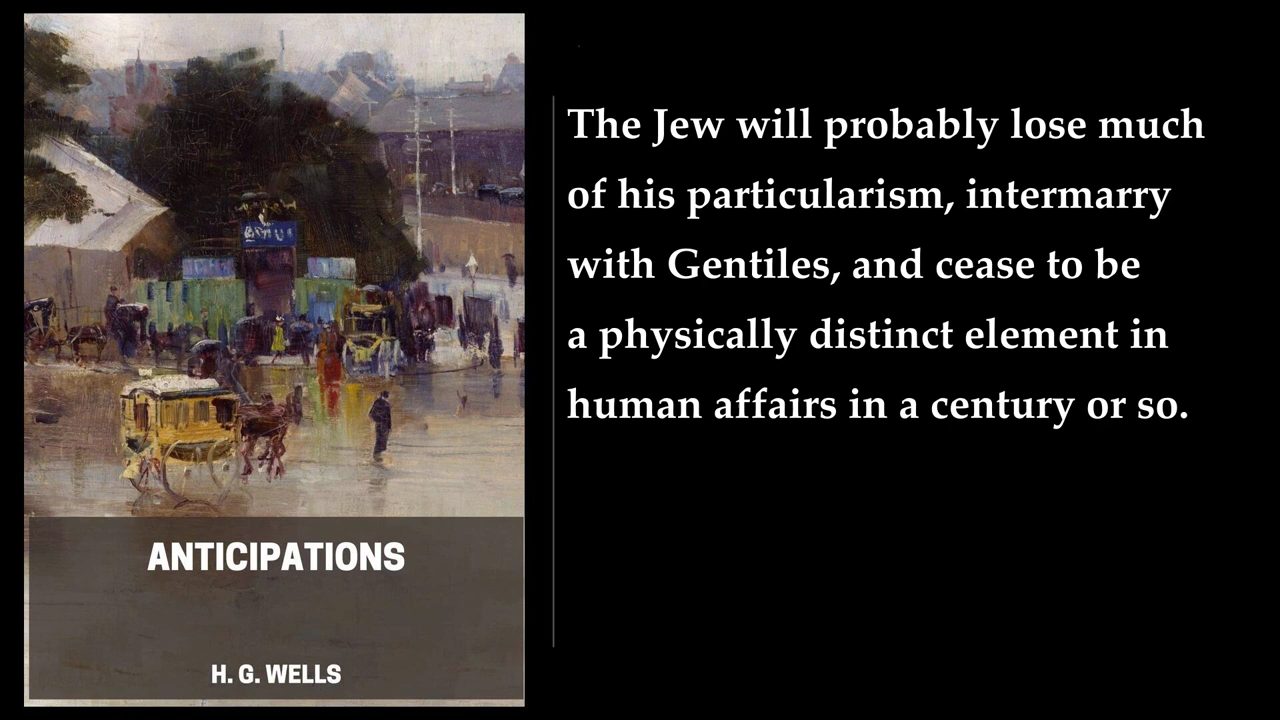 ANTICIPATIONS
H. G. WELLS
The Jew will probably lose much
of his particularism, intermarry
with Gentiles, and cease to be
a physically distinct element in
human affairs in a century or so.